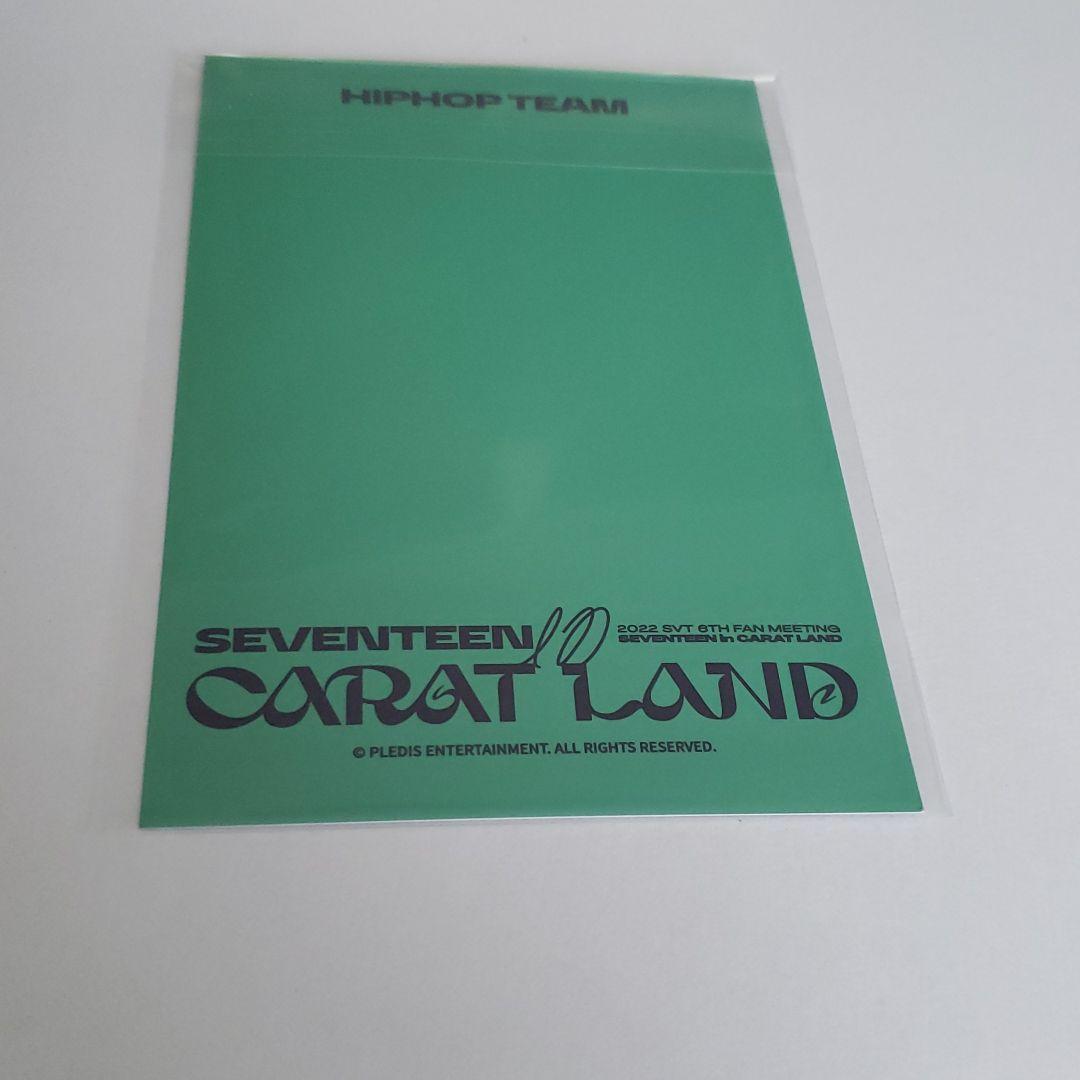 HIPHOP TEAM
SEVENTEEN in
2022 SVT 6TH FAN MEETING
SEVENTEEN in CARAT LAND
CARAT LAND
© PLEDIS ENTERTAINMENT. ALL RIGHTS RESERVED.